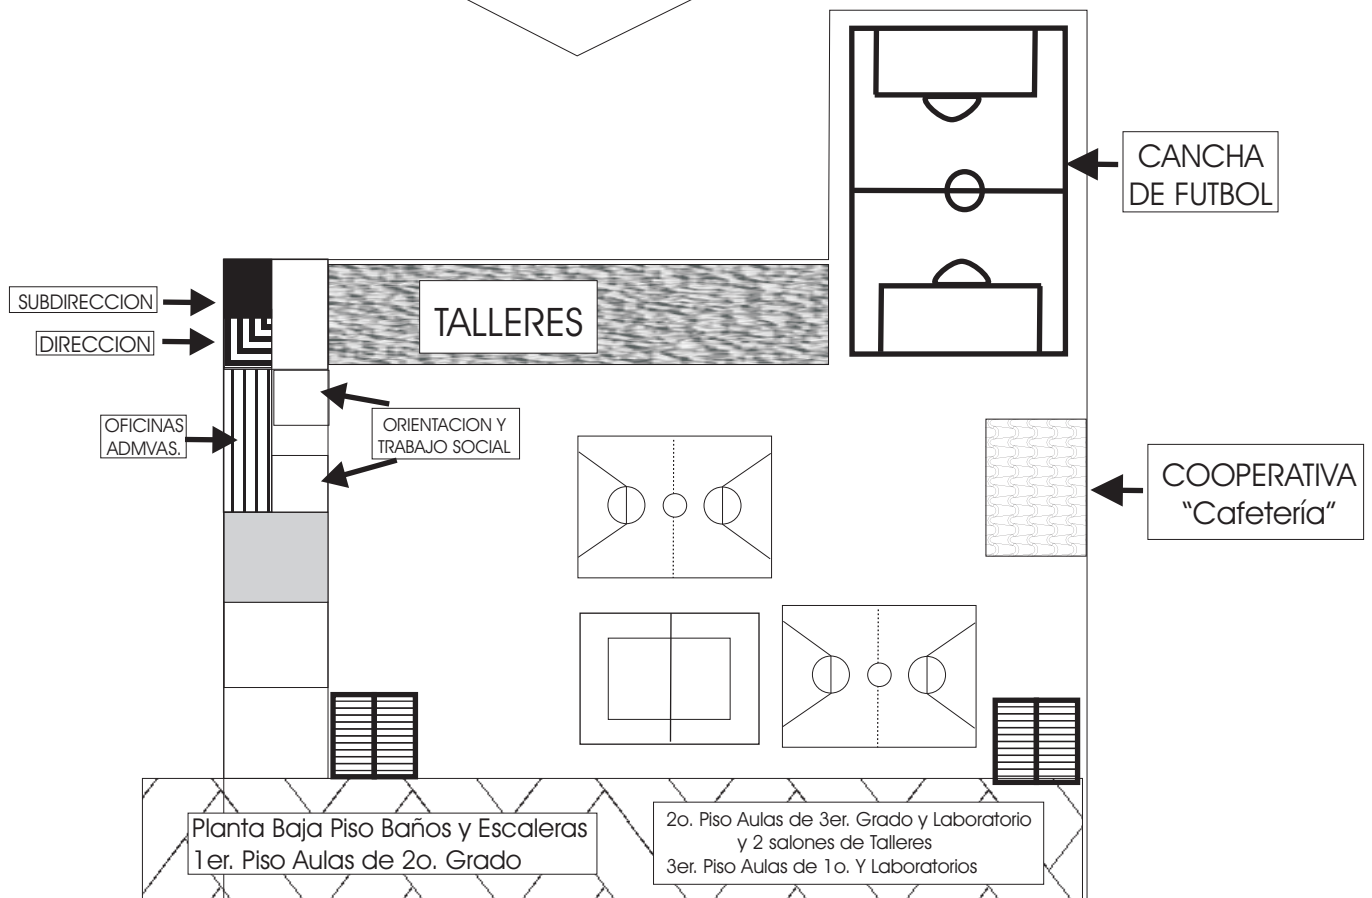 CANCHA
DE FUTBOL
SUBDIRECCION
DIRECCION
TALLERES
OFICINAS
ADMVAS.
ORIENTACION Y
TRABAJO SOCIAL
COOPERATIVA
“Cafetería”
Planta Baja Piso Baños y Escaleras
1er. Piso Aulas de 2o. Grado
2o. Piso Aulas de 3er. Grado y Laboratorio
y 2 salones de Talleres
3er. Piso Aulas de 1o. Y Laboratorios